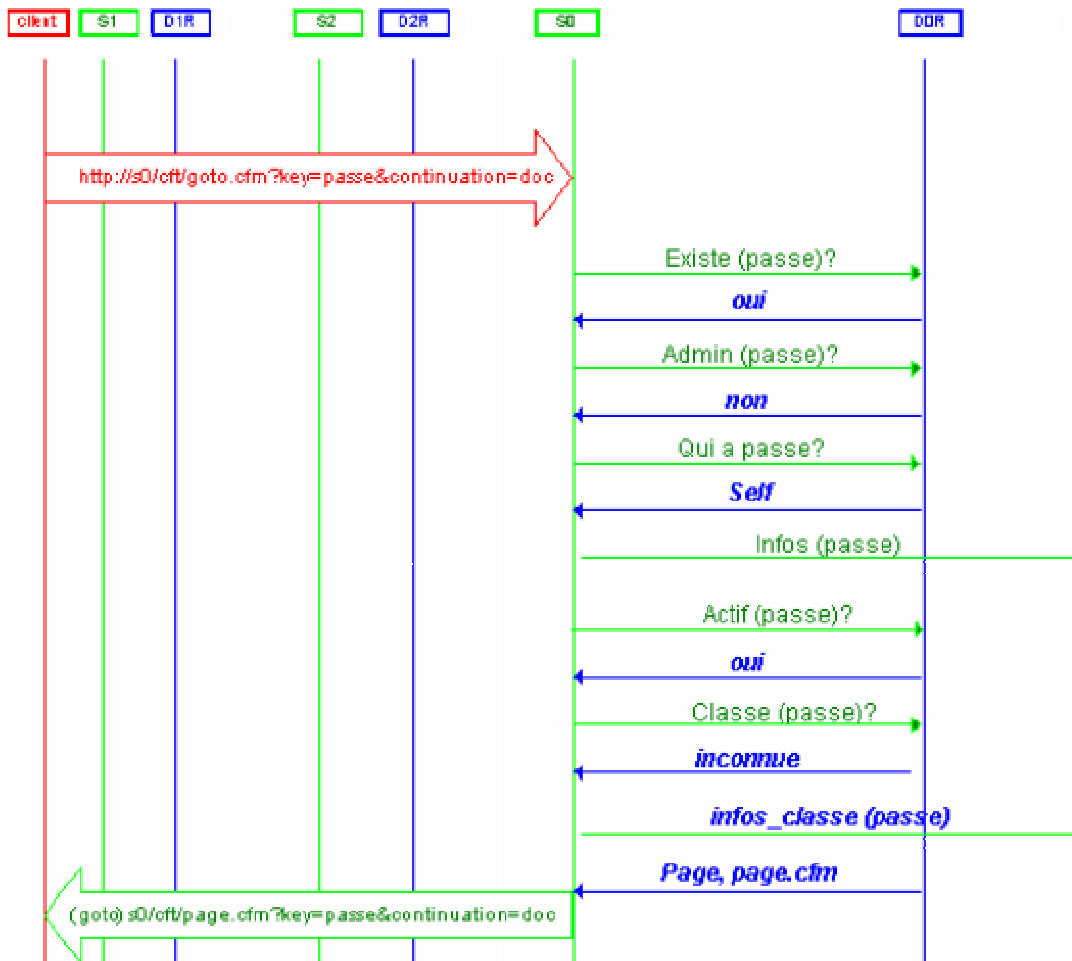 client S1 D1R S2 D2R S0 D0R
http://s0/cft/goto.cfm?key=passe&continuation=doc
Existe (passe)?
oui
Admin (passe)?
non
Qui a passe?
Self
Infos (passe)
Actif (passe)?
oui
Classe (passe)?
inconnue
infos_classe (passe)
Page, page.cfm
(goto) s0/cft/page.cfm?key=passe&continuation=doc